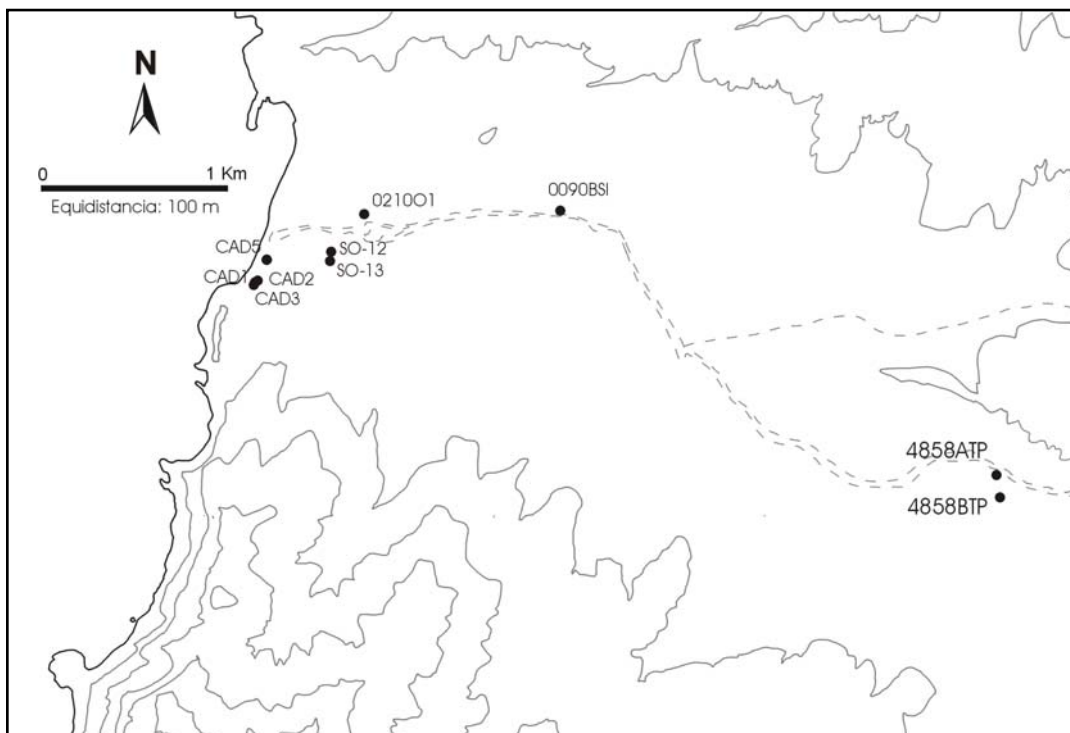 N
0 1 Km
Equidistancia: 100 m
0210O1
0090BSI
CAD5
SO-12
SO-13
CAD1
CAD2
CAD3
4858ATP
4858BTP